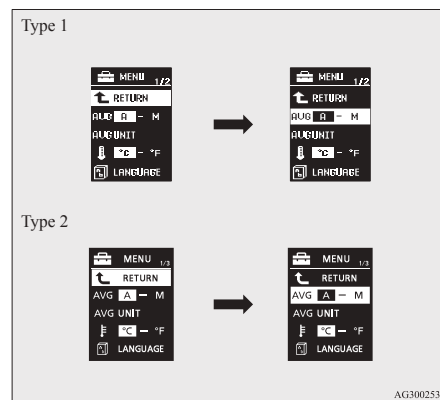 Type 1
MENU 1/2
RETURN
AVG A - M
AVG UNIT
°C - °F
LANGUAGE
MENU 1/2
RETURN
AVG A - M
AVG UNIT
°C - °F
LANGUAGE
Type 2
MENU 1/3
RETURN
AVG A - M
AVG UNIT
°C - °F
LANGUAGE
MENU 1/3
RETURN
AVG A - M
AVG UNIT
°C - °F
LANGUAGE
AG300253